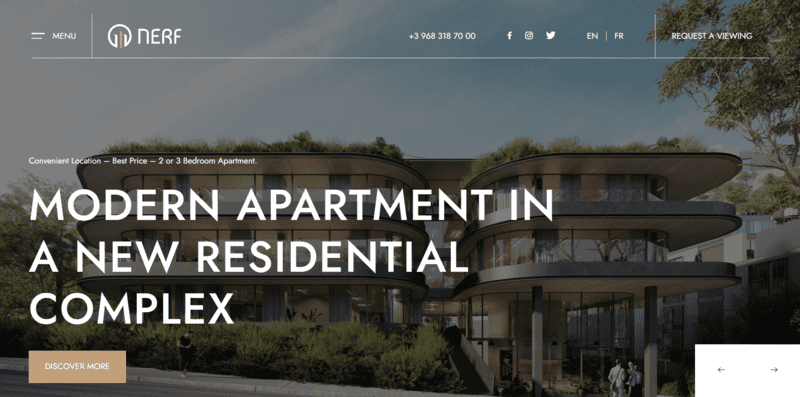 MENU
NERF
+3 968 318 70 00
EN | FR
REQUEST A VIEWING
Convenient Location – Best Price – 2 or 3 Bedroom Apartment.
MODERN APARTMENT IN
A NEW RESIDENTIAL
COMPLEX
DISCOVER MORE